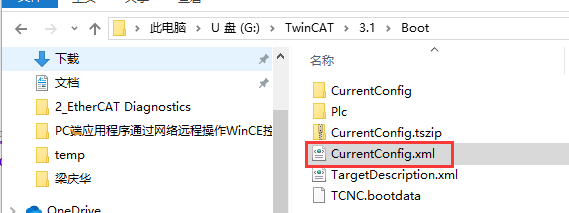 此电脑 > U 盘 (G:) > TwinCAT > 3.1 > Boot
下载
文档
2_EtherCAT Diagnostics
PC端应用程序通过网络远程操作WinCE控
temp
梁庆华
OneDrive
名称
CurrentConfig
Plc
CurrentConfig.tszip
CurrentConfig.xml
TargetDescription.xml
TCNC.bootdata